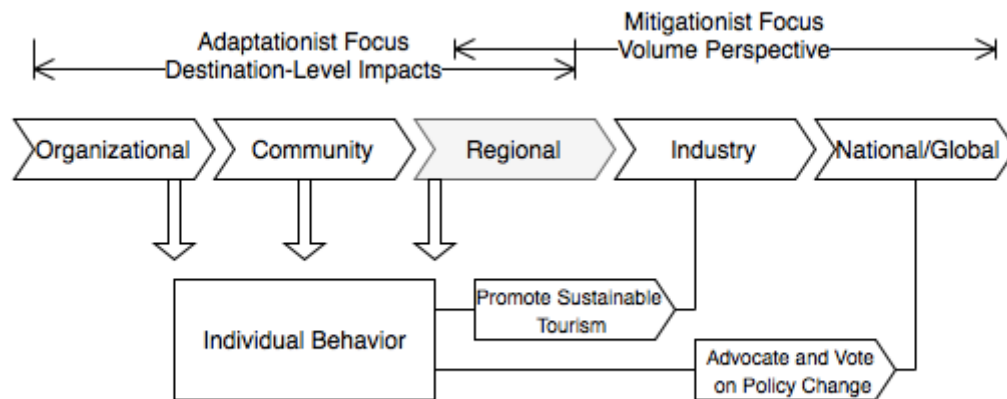 Adaptationist Focus
Destination-Level Impacts
Mitigationist Focus
Volume Perspective
Organizational
Community
Regional
Industry
National/Global
Individual Behavior
Promote Sustainable
Tourism
Advocate and Vote
on Policy Change